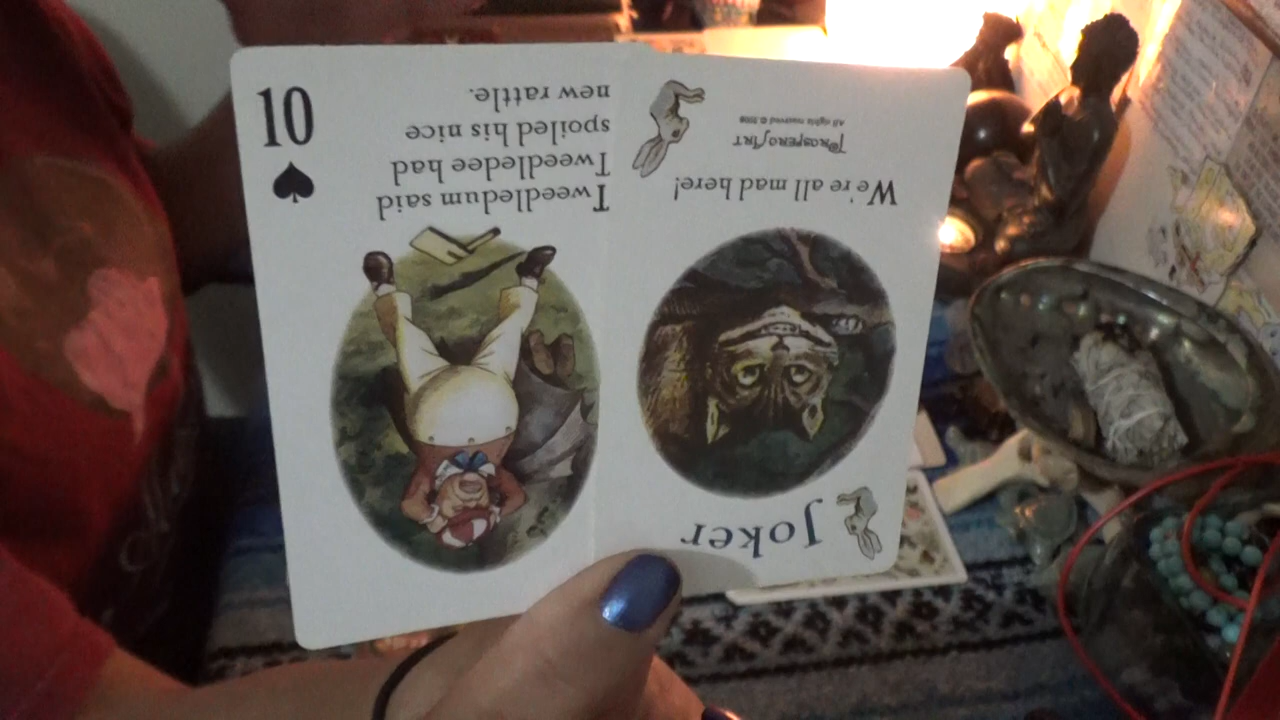 10
Tweedledum said
Tweedledee had
spoiled his nice
new rattle.
Joker
We're all mad here!
ProsperoArt
All rights reserved ©